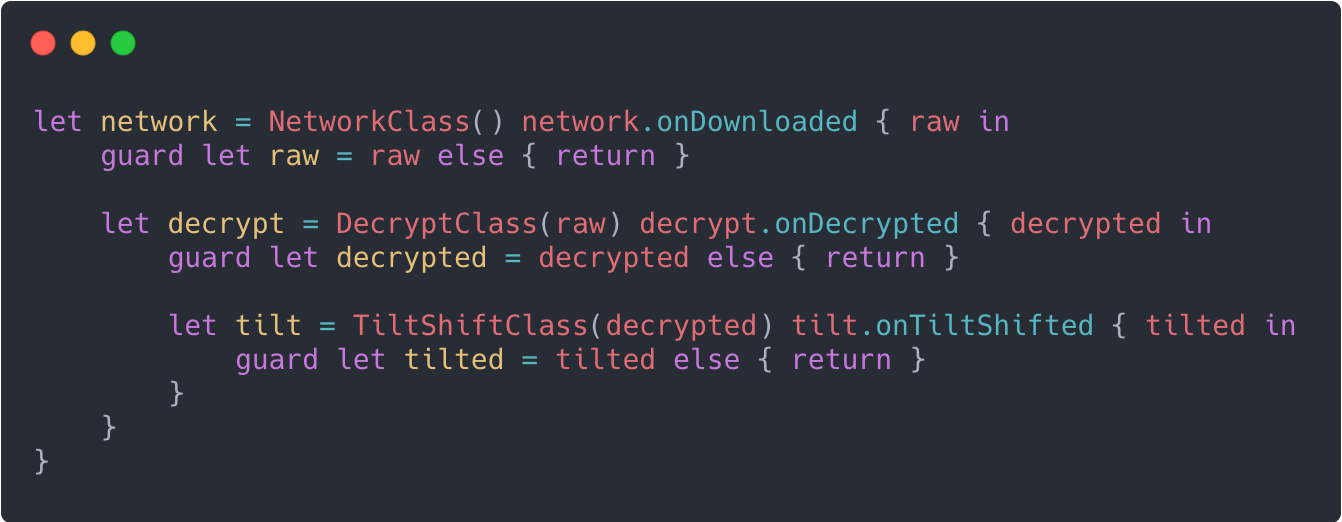 let network = NetworkClass() network.onDownloaded { raw in
    guard let raw = raw else { return }

    let decrypt = DecryptClass(raw) decrypt.onDecrypted { decrypted in
        guard let decrypted = decrypted else { return }

        let tilt = TiltShiftClass(decrypted) tilt.onTiltShifted { tilted in
            guard let tilted = tilted else { return }
        }
    }
}